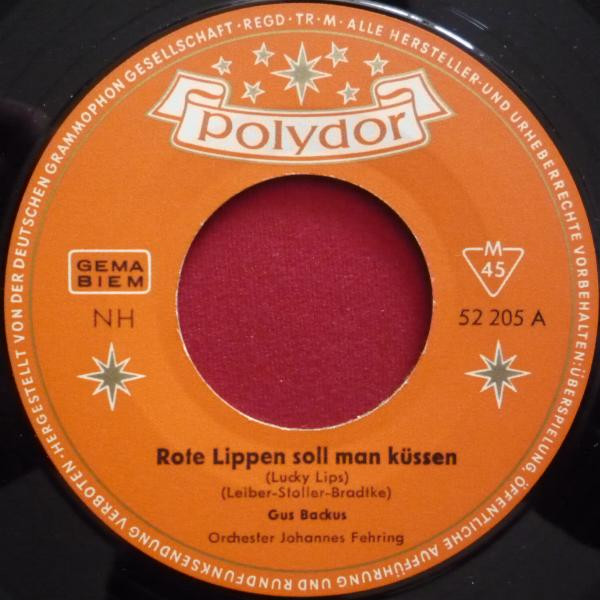 HERGESTELLT VON DER DEUTSCHEN GRAMMOPHON GESELLSCHAFT · REGD · TR · M · ALLE HERSTELLER- UND URHEBERRECHTE VORBEHALTEN: ÜBERSPIELUNG, ÖFFENTLICHE AUFFÜHRUNG UND RUNDFUNKSENDUNG VERBOTEN ·
polydor
GEMA
BIEM
NH
M
45
52 205 A
Rote Lippen soll man küssen
(Lucky Lips)
(Leiber-Stoller-Bradtke)
Gus Backus
Orchester Johannes Fehring